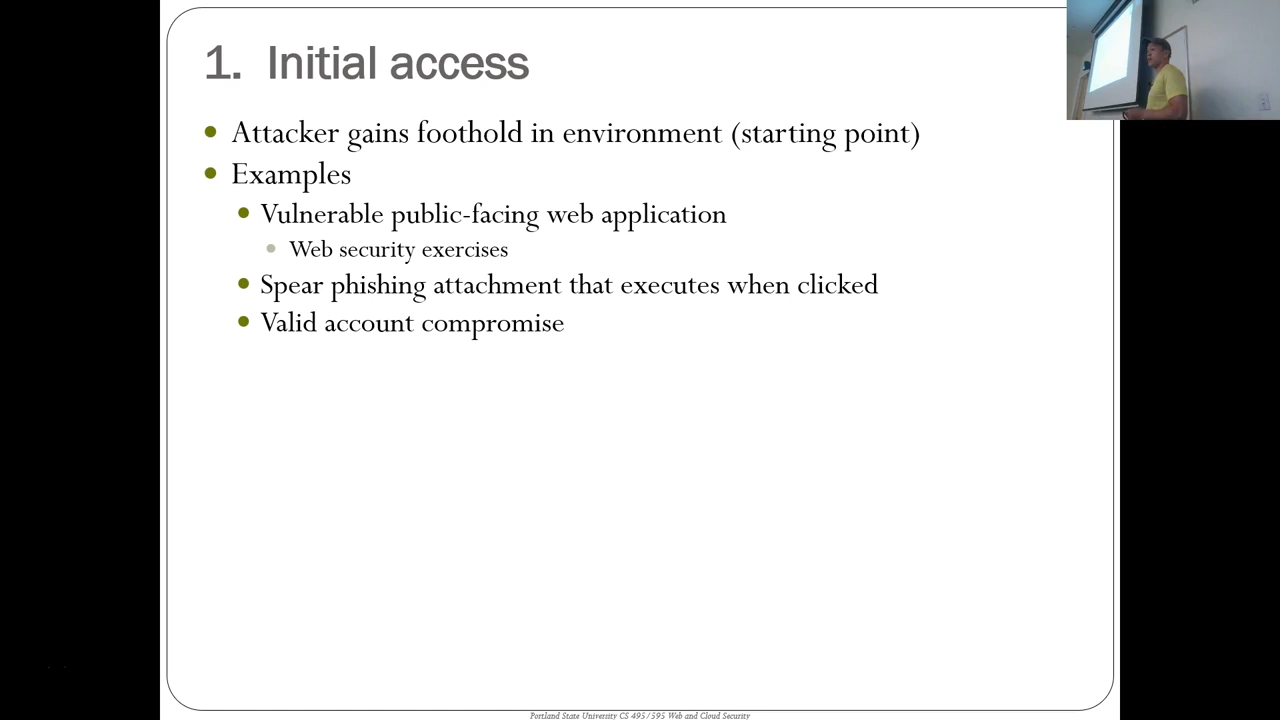 1. Initial access
Attacker gains foothold in environment (starting point)
Examples
Vulnerable public-facing web application
Web security exercises
Spear phishing attachment that executes when clicked
Valid account compromise
Portland State University CS 495/595 Web and Cloud Security